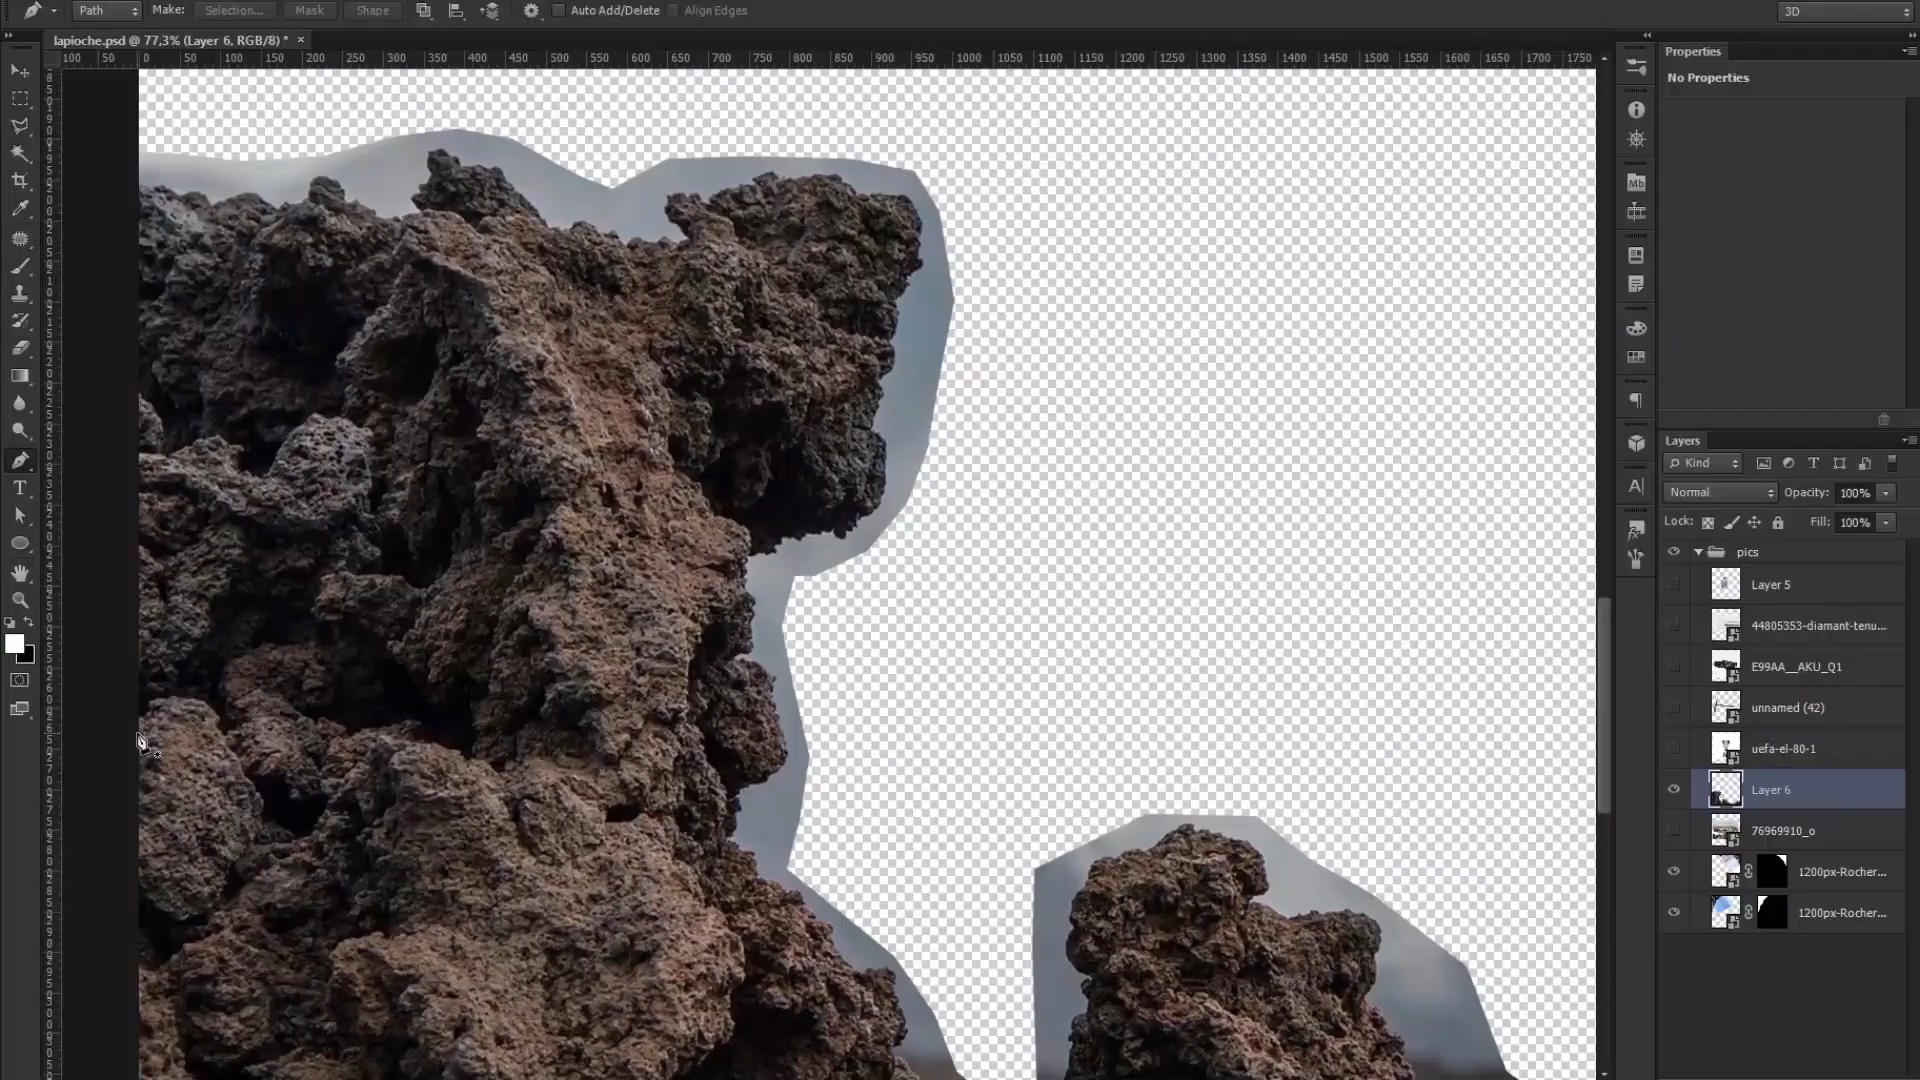 Path Make: Selection... Mask Shape Auto Add/Delete Align Edges 3D
lapioche.psd @ 77,3% (Layer 6, RGB/8) * ×
100 50 0 50 100 150 200 250 300 350 400 450 500 550 600 650 700 750 800 850 900 950 1000 1050 1100 1150 1200 1250 1300 1350 1400 1450 1500 1550 1600 1650 1700 1750
Properties
No Properties
Mb
Layers
Kind
Normal Opacity: 100%
Lock: Fill: 100%
pics
Layer 5
44805353-diamant-tenu...
E99AA__AKU_Q1
unnamed (42)
uefa-el-80-1
Layer 6
76969910_o
1200px-Rocher...
1200px-Rocher...